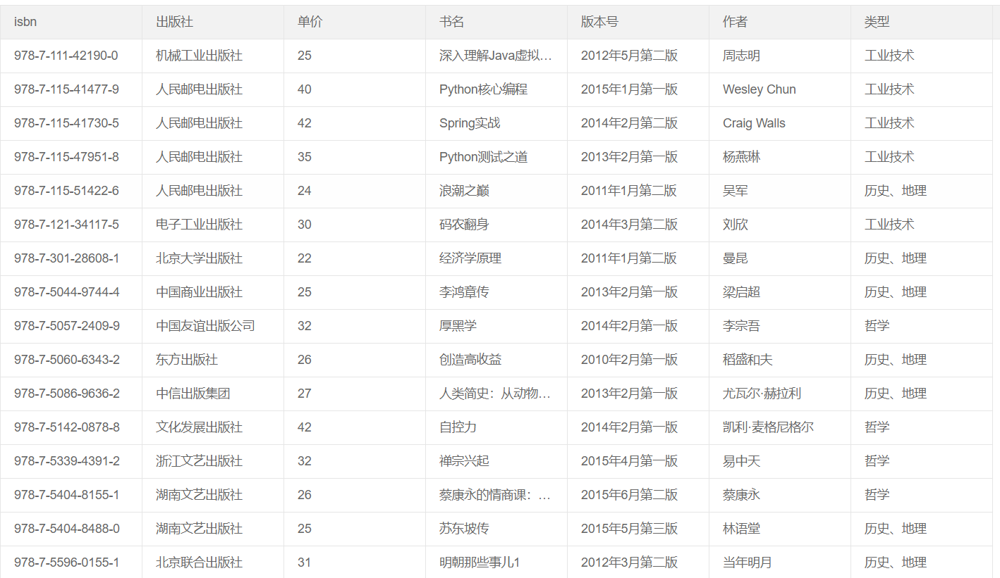 isbn 出版社 单价 书名 版本号 作者 类型
978-7-111-42190-0 机械工业出版社 25 深入理解Java虚拟… 2012年5月第二版 周志明 工业技术
978-7-115-41477-9 人民邮电出版社 40 Python核心编程 2015年1月第一版 Wesley Chun 工业技术
978-7-115-41730-5 人民邮电出版社 42 Spring实战 2014年2月第二版 Craig Walls 工业技术
978-7-115-47951-8 人民邮电出版社 35 Python测试之道 2013年2月第一版 杨燕琳 工业技术
978-7-115-51422-6 人民邮电出版社 24 浪潮之巅 2011年1月第二版 吴军 历史、地理
978-7-121-34117-5 电子工业出版社 30 码农翻身 2014年3月第二版 刘欣 工业技术
978-7-301-28608-1 北京大学出版社 22 经济学原理 2011年1月第二版 曼昆 历史、地理
978-7-5044-9744-4 中国商业出版社 25 李鸿章传 2013年2月第一版 梁启超 历史、地理
978-7-5057-2409-9 中国友谊出版公司 32 厚黑学 2014年2月第一版 李宗吾 哲学
978-7-5060-6343-2 东方出版社 26 创造高收益 2010年2月第一版 稻盛和夫 历史、地理
978-7-5086-9636-2 中信出版集团 27 人类简史：从动物… 2013年2月第一版 尤瓦尔·赫拉利 历史、地理
978-7-5142-0878-8 文化发展出版社 42 自控力 2014年2月第一版 凯利·麦格尼格尔 哲学
978-7-5339-4391-2 浙江文艺出版社 32 禅宗兴起 2015年4月第一版 易中天 哲学
978-7-5404-8155-1 湖南文艺出版社 26 蔡康永的情商课：… 2015年6月第二版 蔡康永 哲学
978-7-5404-8488-0 湖南文艺出版社 25 苏东坡传 2015年5月第三版 林语堂 历史、地理
978-7-5596-0155-1 北京联合出版社 31 明朝那些事儿1 2012年3月第二版 当年明月 历史、地理